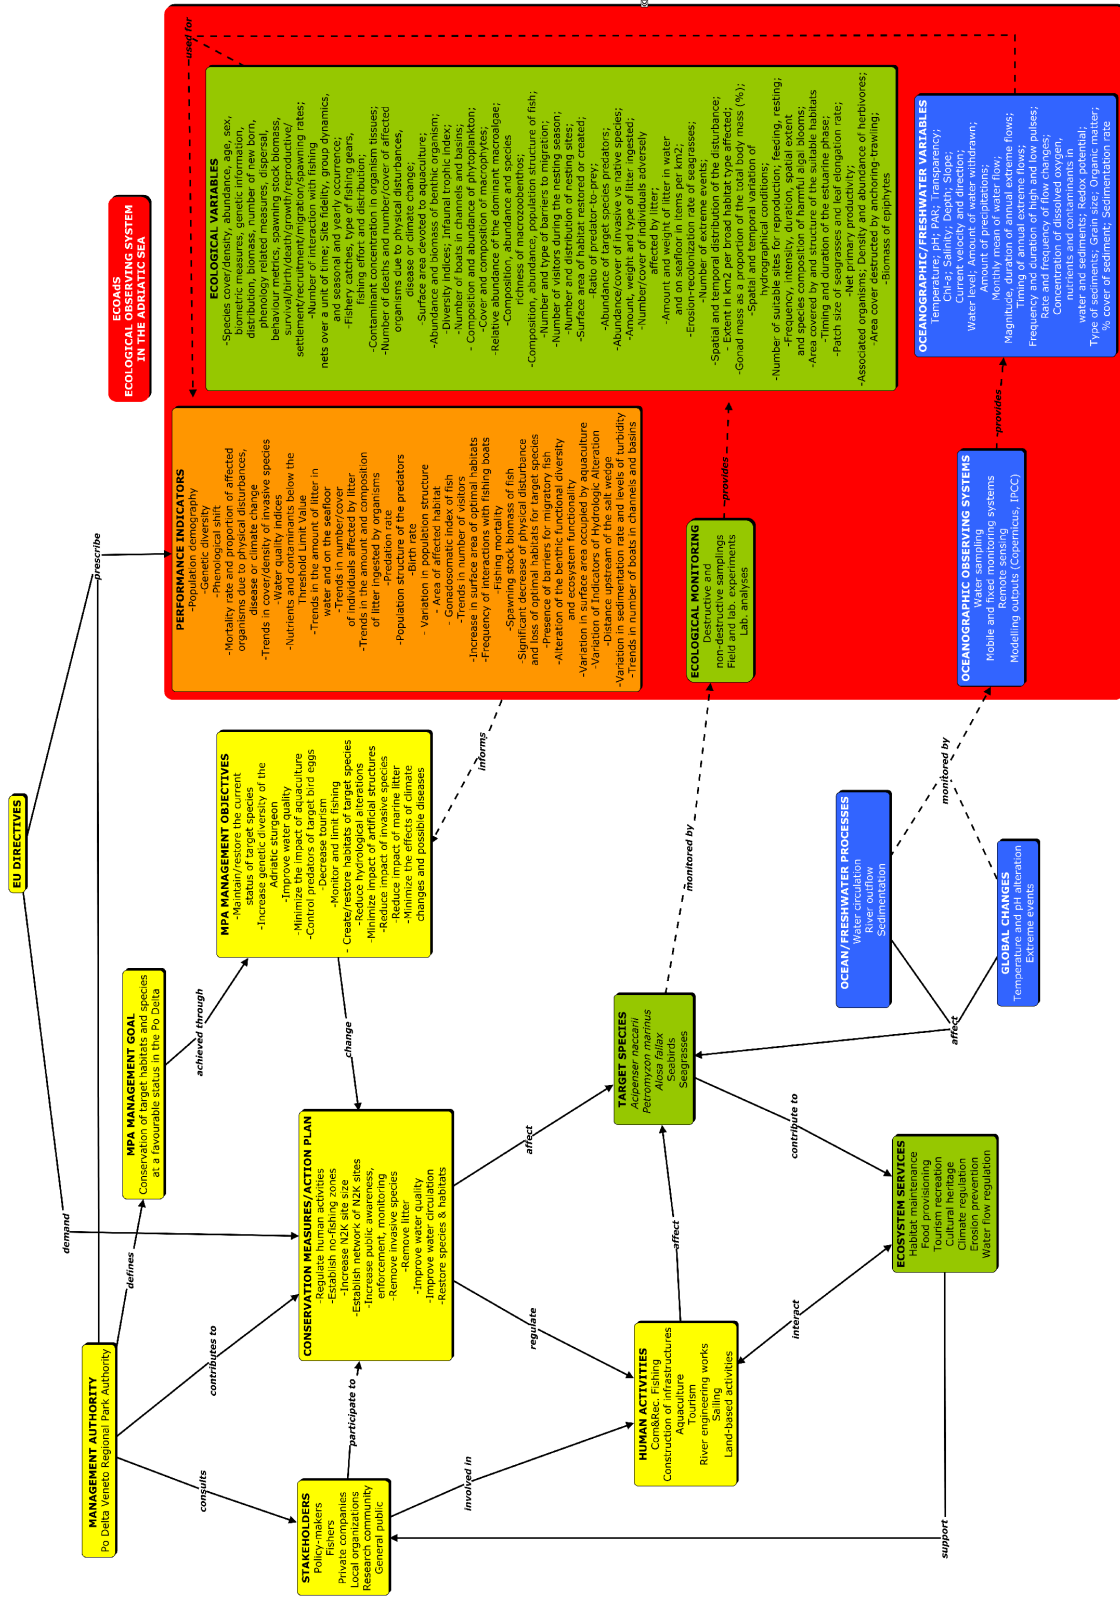 EU DIRECTIVES
prescribe
demand
MANAGEMENT AUTHORITY
Po Delta Veneto Regional Park Authority
defines
contributes to
consults
MPA MANAGEMENT GOAL
Conservation of target habitats and species
at a favourable status in the Po Delta
achieved through
MPA MANAGEMENT OBJECTIVES
-Maintain/restore the current
status of target species
-Increase genetic diversity of the
Adriatic sturgeon
-Improve water quality
-Minimize the impact of aquaculture
-Control predators of target bird eggs
-Decrease tourism
-Monitor and limit fishing
- Create/restore habitats of target species
-Reduce hydrological alterations
-Minimize impact of artificial structures
-Reduce impact of invasive species
-Reduce impact of marine litter
-Minimize the effects of climate
changes and possible diseases
change
informs
STAKEHOLDERS
Policy-makers
Fishers
Private companies
Local organizations
Research community
General public
participate to
involved in
CONSERVATION MEASURES/ACTION PLAN
-Regulate human activities
-Establish no-fishing zones
-Increase N2K site size
-Establish network of N2K sites
-Increase public awareness,
enforcement, monitoring
-Remove invasive species
-Remove litter
-Improve water quality
-Improve water circulation
-Restore species & habitats
regulate
affect
HUMAN ACTIVITIES
Com&Rec. Fishing
Construction of infrastructures
Aquaculture
Tourism
River engineering works
Sailing
Land-based activities
affect
interact
TARGET SPECIES
Acipenser naccarii
Petromyzon marinus
Alosa fallax
Seabirds
Seagrasses
contribute to
monitored by
ECOSYSTEM SERVICES
Habitat maintenance
Food provisioning
Tourism recreation
Cultural heritage
Climate regulation
Erosion prevention
Water flow regulation
support
OCEAN/FRESHWATER PROCESSES
Water circulation
River outflow
Sedimentation
GLOBAL CHANGES
Temperature and pH alteration
Extreme events
affect
monitored by
ECOAdS
ECOLOGICAL OBSERVING SYSTEM
IN THE ADRIATIC SEA
PERFORMANCE INDICATORS
-Population demography
-Genetic diversity
-Phenological shift
-Mortality rate and proportion of affected
organisms due to physical disturbances,
disease or climate change
-Trends in cover/density of invasive species
Water quality indices
-Nutrients and contaminants below the
Threshold Limit Value
-Trends in the amount of litter in
water and on the seafloor
-Trends in number/cover
of individuals affected by litter
-Trends in the amount and composition
of litter ingested by organisms
-Predation rate
-Population structure of the predators
-Birth rate
- Variation in population structure
- Area of affected habitat
- Gonadosomatic index of fish
-Trends in number of visitors
-Increase in surface area of optimal habitats
-Frequency of interactions with fishing boats
-Fishing mortality
-Spawning stock biomass of fish
-Significant decrease of physical disturbance
and loss of optimal habitats for target species
-Presence of barriers for migratory fish
-Alteration of the benthic functional diversity
and ecosystem functionality
-Variation in surface area occupied by aquaculture
-Variation of Indicators of Hydrologic Alteration
-Distance upstream of the salt wedge
-Variation in sedimentation rate and levels of turbidity
-Trends in number of boats in channels and basins
used for
ECOLOGICAL VARIABLES
-Species cover/density, abundance, age, sex,
biometric measures, genetic information,
distribution, biomass, number of new born,
phenology related measures, dispersal,
behaviour metrics, spawning stock biomass,
survival/birth/death/growth/reproductive/
settlement/recruitment/migration/spawning rates;
-Number of interaction with fishing
nets over a unit of time; Site fidelity, group dynamics,
and seasonal and yearly occurrence;
-Fishery catches, type of fishing gears,
fishing effort and distribution;
-Contaminant concentration in organism tissues;
-Number of deaths and number/cover of affected
organisms due to physical disturbances,
disease or climate change;
-Surface area devoted to aquaculture;
-Abundance and biomass of benthic organism;
-Diversity indices; Infaunal trophic index;
-Number of boats in channels and basins;
- Composition and abundance of phytoplankton;
-Cover and composition of macrophytes;
-Relative abundance of the dominant macroalgae;
-Composition, abundance and species
richness of macrozoobenthos;
-Composition, abundance, population structure of fish;
-Number and type of barriers to migration;
-Number of visitors during the nesting season;
-Number and distribution of nesting sites;
-Surface area of habitat restored or created;
-Ratio of predator-to-prey;
-Abundance of target species predators;
-Abundance/cover of invasive vs native species;
-Amount, weight and type of litter ingested;
-Number/cover of individuals adversely
affected by litter;
-Amount and weight of litter in water
and on seafloor in items per km2;
-Erosion-recolonization rate of seagrasses;
-Number of extreme events;
-Spatial and temporal distribution of the disturbance;
- Extent in km2 per broad habitat type affected;
-Gonad mass as a proportion of the total body mass (%);
-Spatial and temporal variation of
hydrographical conditions;
-Number of suitable sites for reproduction, feeding, resting;
-Frequency, intensity, duration, spatial extent
and species composition of harmful algal blooms;
-Area covered by and structure of the suitable habitats
-Timing and duration of the estuarine phase;
-Patch size of seagrasses and leaf elongation rate;
-Net primary productivity;
-Associated organisms; Density and abundance of herbivores;
-Area cover destructed by anchoring-trawling;
-Biomass of epiphytes
provides
ECOLOGICAL MONITORING
Destructive and
non-destructive samplings
Field and lab. experiments
Lab. analyses
OCEANOGRAPHIC OBSERVING SYSTEMS
Water sampling
Mobile and fixed monitoring systems
Remote sensing
Modelling outputs (Copernicus, IPCC)
provides
OCEANOGRAPHIC/FRESHWATER VARIABLES
Temperature; pH; PAR; Transparency;
Chl-a; Salinity; Depth; Slope;
Current velocity and direction;
Water level; Amount of water withdrawn;
Amount of precipitations;
Monthly mean of water flow;
Magnitude/duration of annual extreme flows;
Timing of annual extreme flows;
Frequency and duration of high and low pulses;
Rate and frequency of flow changes;
Concentration of dissolved oxygen,
nutrients and contaminants in
water and sediments; Redox potential;
Type of sediments; Grain size; Organic matter;
% cover of sediment; Sedimentation rate